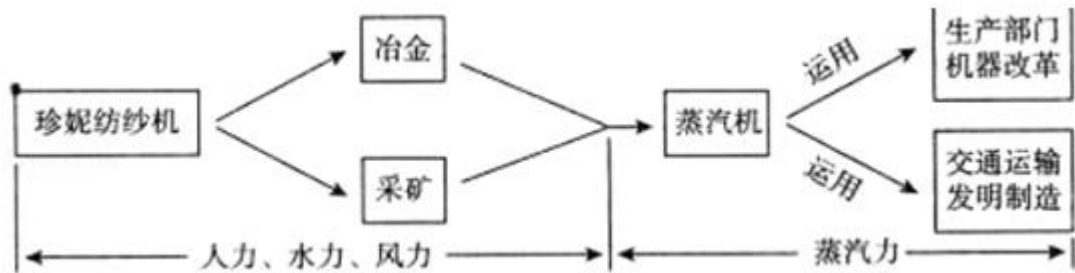 冶金
珍妮纺纱机
采矿
蒸汽机
运用
运用
生产部门
机器改革
交通运输
发明制造
人力、水力、风力
蒸汽力